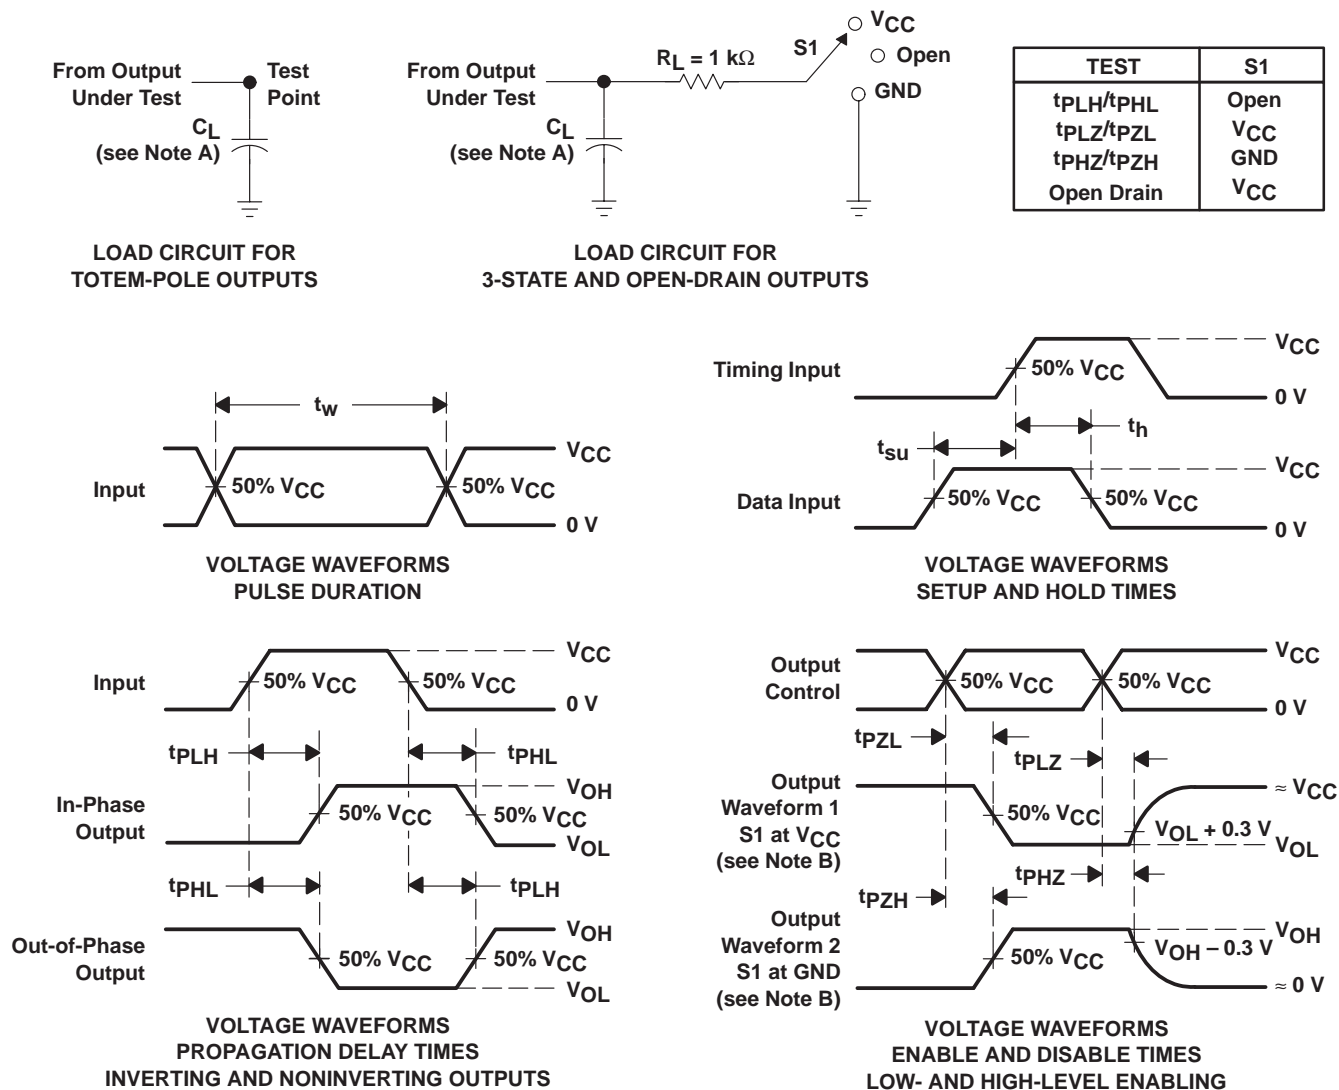 From Output
Under Test
Test
Point
CL
(see Note A)
LOAD CIRCUIT FOR
TOTEM-POLE OUTPUTS
From Output
Under Test
RL = 1 kΩ
S1
VCC
Open
GND
CL
(see Note A)
LOAD CIRCUIT FOR
3-STATE AND OPEN-DRAIN OUTPUTS
TEST S1
tPLH/tPHL Open
tPLZ/tPZL VCC
tPHZ/tPZH GND
Open Drain VCC
tw
Input
50% VCC
50% VCC
VCC
0 V
VOLTAGE WAVEFORMS
PULSE DURATION
Timing Input
50% VCC
VCC
0 V
tsu
th
Data Input
50% VCC
50% VCC
VCC
0 V
VOLTAGE WAVEFORMS
SETUP AND HOLD TIMES
Input
50% VCC
50% VCC
VCC
0 V
tPLH
tPHL
In-Phase
Output
50% VCC
50% VCC
VOH
VOL
tPHL
tPLH
Out-of-Phase
Output
50% VCC
50% VCC
VOH
VOL
VOLTAGE WAVEFORMS
PROPAGATION DELAY TIMES
INVERTING AND NONINVERTING OUTPUTS
Output
Control
50% VCC
50% VCC
VCC
0 V
tPZL
tPLZ
Output
Waveform 1
S1 at VCC
(see Note B)
50% VCC
VOL + 0.3 V
≈ VCC
VOL
tPZH
tPHZ
Output
Waveform 2
S1 at GND
(see Note B)
50% VCC
VOH − 0.3 V
VOH
≈ 0 V
VOLTAGE WAVEFORMS
ENABLE AND DISABLE TIMES
LOW- AND HIGH-LEVEL ENABLING